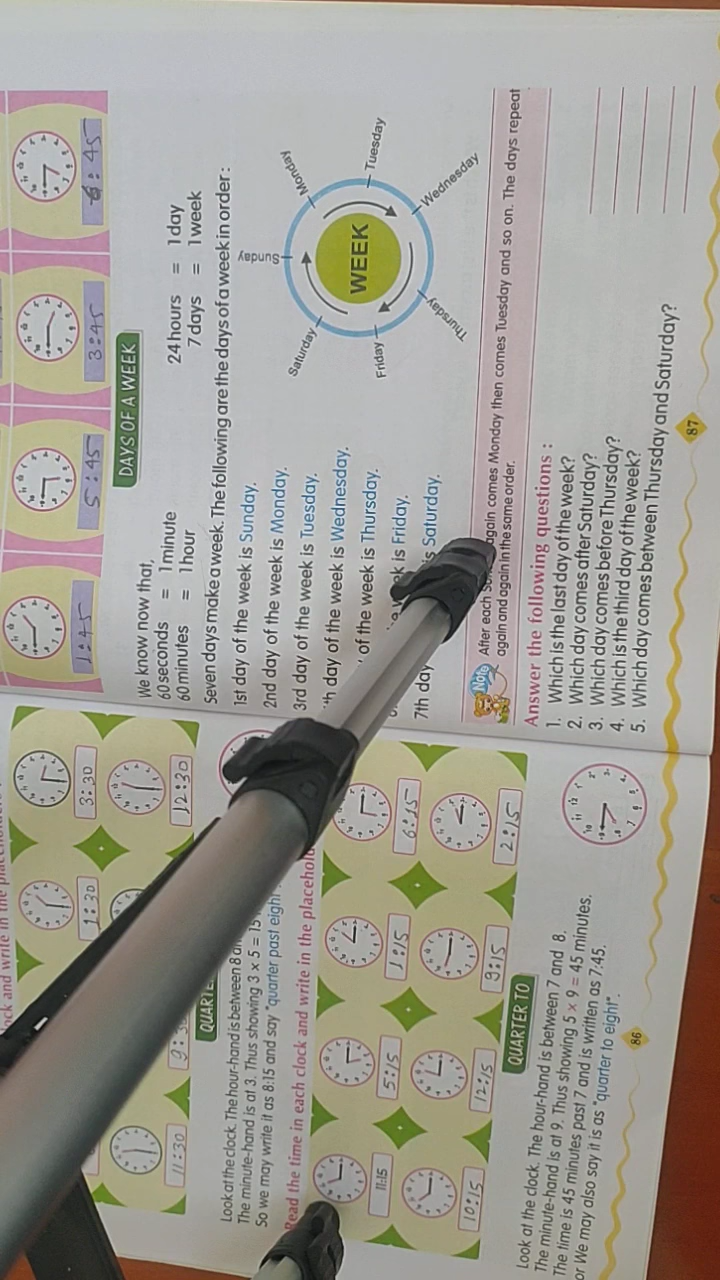 ock and write in the place
3:30
1:30
12:30
9:3
11:30
QUARTE
Look at the clock. The hour-hand is between 8 a
The minute-hand is at 3. Thus showing 3 x 5 = 15
So we may write it as 8:15 and say "quarter past eigh
Read the time in each clock and write in the placehold
11:15
5:15
1:15
6:15
10:15
12:15
9:15
2:15
QUARTER TO
Look at the clock. The hour-hand is between 7 and 8.
The minute-hand is at 9. Thus showing 5 x 9 = 45 minutes.
The time is 45 minutes past 7 and is written as 7:45.
or We may also say it is as "quarter to eight".
86
1:45
5:45
3:45
6:45
DAYS OF A WEEK
We know now that,
60 seconds = 1 minute 24 hours = 1 day
60 minutes = 1 hour 7 days = 1 week
Seven days make a week. The following are the days of a week in order :
1st day of the week is Sunday.
2nd day of the week is Monday.
3rd day of the week is Tuesday.
th day of the week is Wednesday.
of the week is Thursday.
is Friday.
7th day is Saturday.
WEEK
Sunday
Monday
Tuesday
Wednesday
Thursday
Friday
Saturday
Note
After each again comes Monday then comes Tuesday and so on. The days repeat
again and again in the same order.
Answer the following questions :
1. Which is the last day of the week?
2. Which day comes after Saturday?
3. Which day comes before Thursday?
4. Which is the third day of the week?
5. Which day comes between Thursday and Saturday?
87